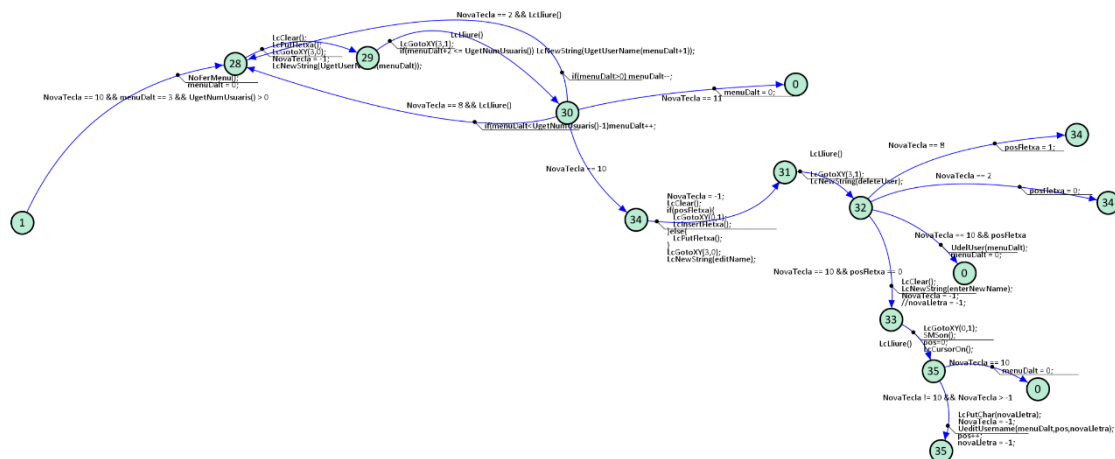 NovaTecla == 2 && LcLliure()
LcClear();
LcPutFletxa();
LcGotoXY(3,0);
NovaTecla = -1;
LcNewString(UgetUserName(menuDalt));
28
29
LcLliure()
LcGotoXY(3,1);
if(menuDalt+2 <= UgetNumUsuaris()) LcNewString(UgetUserName(menuDalt+1));
NoFerMenu();
menuDalt = 0;
NovaTecla == 10 && menuDalt == 3 && UgetNumUsuaris() > 0
if(menuDalt>0) menuDalt--;
NovaTecla == 8 && LcLliure()
if(menuDalt<UgetNumUsuaris()-1)menuDalt++;
30
menuDalt = 0;
NovaTecla == 11
0
NovaTecla == 10
1
34
NovaTecla = -1;
LcClear();
if(posFletxa){
LcGotoXY(0,1);
LcInsertFletxa();
}else{
LcPutFletxa();
}
LcGotoXY(3,0);
LcNewString(editName);
31
LcLliure()
LcGotoXY(3,1);
LcNewString(deleteUser);
32
NovaTecla == 8
posFletxa = 1;
34
NovaTecla == 2
posFletxa = 0;
34
NovaTecla == 10 && posFletxa
UdelUser(menuDalt);
menuDalt = 0;
0
NovaTecla == 10 && posFletxa == 0
LcClear();
LcNewString(enterNewName);
NovaTecla = -1;
//novaLletra = -1;
33
LcLliure()
LcGotoXY(0,1);
SMSon();
pos=0;
LcCursorOn();
35
NovaTecla == 10
menuDalt = 0;
0
NovaTecla != 10 && NovaTecla > -1
LcPutChar(novaLletra);
NovaTecla = -1;
UeditUsername(menuDalt,pos,novaLletra);
pos++;
novaLletra = -1;
35